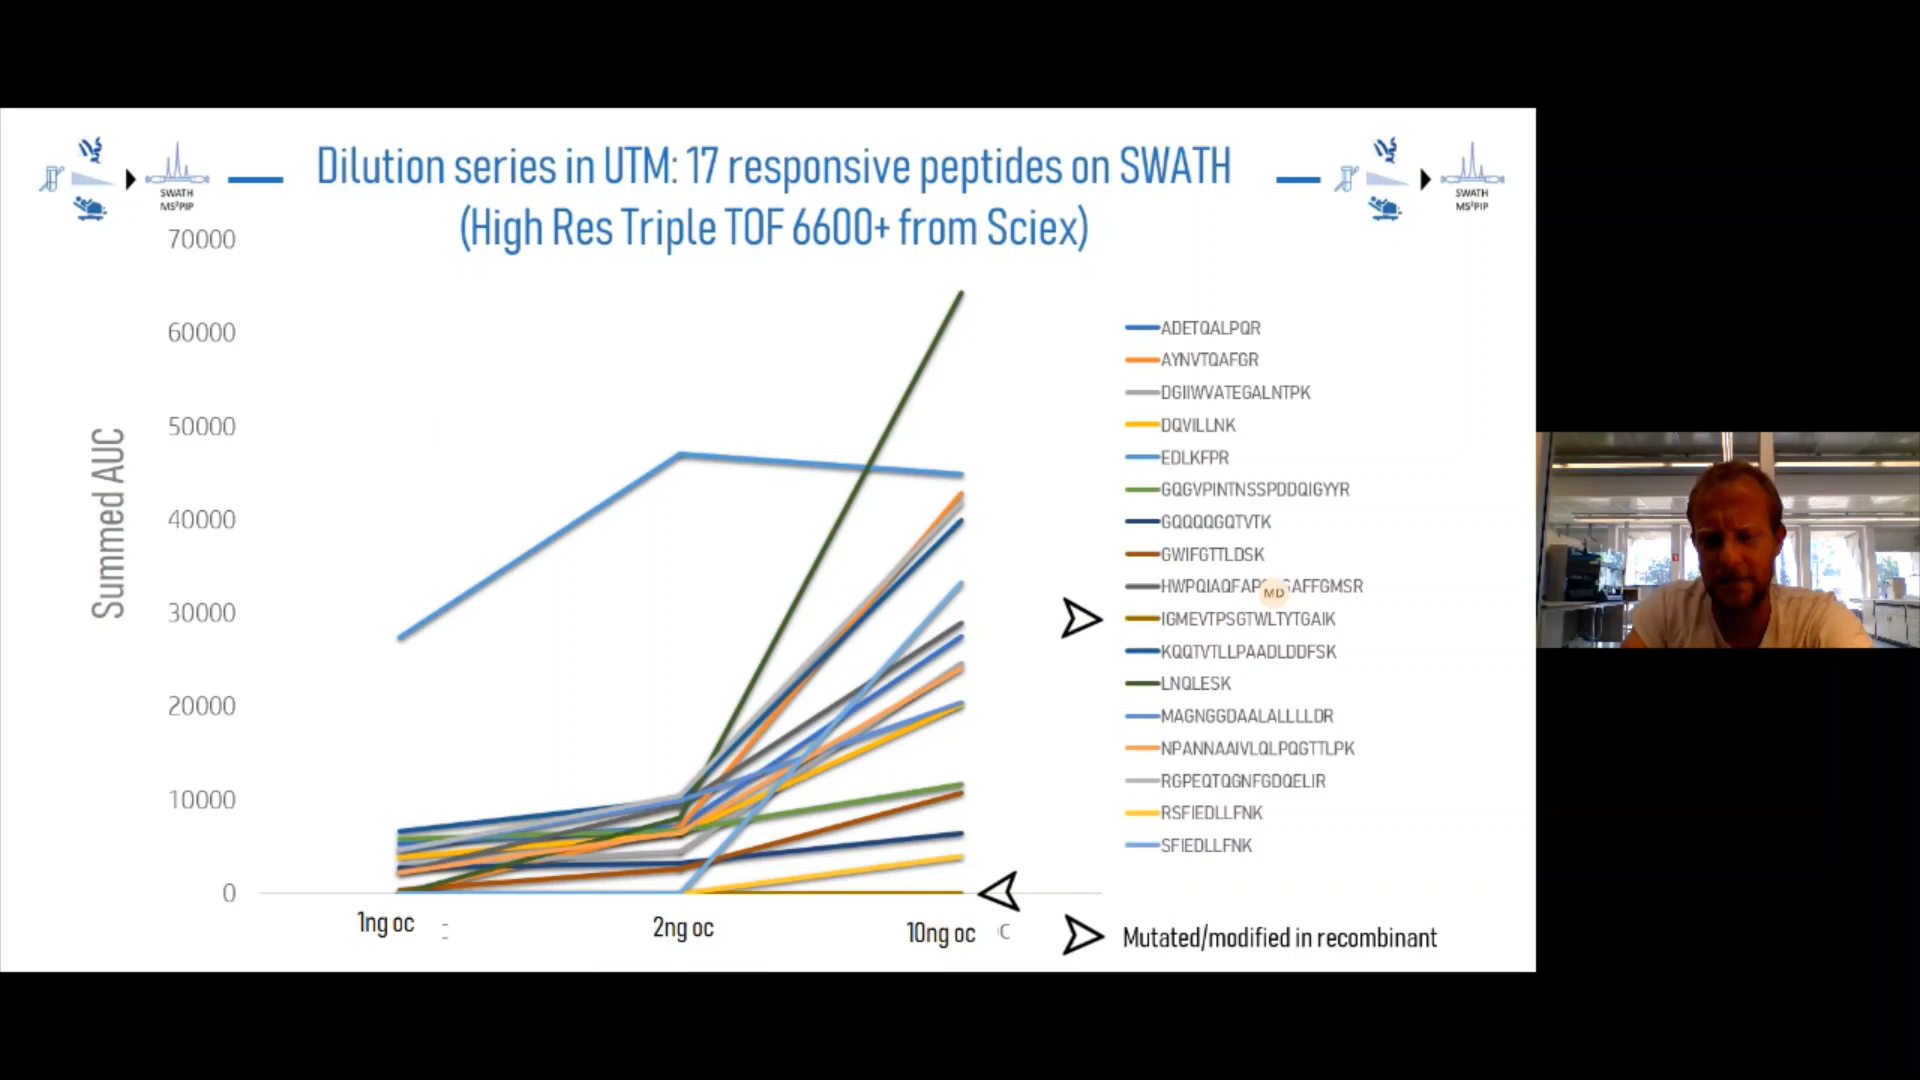 Dilution series in UTM: 17 responsive peptides on SWATH
(High Res Triple TOF 6600+ from Sciex)
SWATH
MS²PIP
SWATH
MS²PIP
70000
60000
50000
40000
30000
20000
10000
0
Summed AUC
1ng oc
2ng oc
10ng oc
ADETQALPQR
AYNVTQAFGR
DGIIWVATEGALNTPK
DQVILLNK
EDLKFPR
GQGVPINTNSSPDDQIGYYR
GQQQQGQTVTK
GWIFGTTLDSK
MD
IGMEVTPSGTWLTYTGAIK
KQQTVTLLPAADLDDFSK
LNQLESK
MAGNGGDAALALLLLDR
NPANNAAIVLQLPQGTTLPK
RGPEQTQGNFGDQELIR
RSFIEDLLFNK
SFIEDLLFNK
Mutated/modified in recombinant